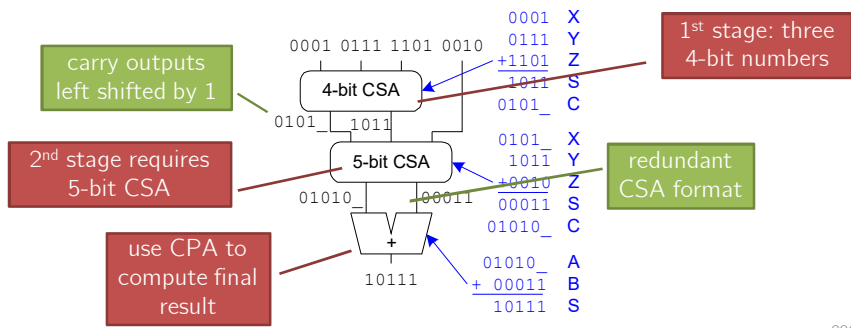 carry outputs
left shifted by 1
2nd stage requires
5-bit CSA
use CPA to
compute final
result
0001 0111 1101 0010
4-bit CSA
0101_ 1011
5-bit CSA
01010_ 00011
+
10111
0001 X
0111 Y
+1101 Z
1011 S
0101_ C
0101_ X
1011 Y
+0010 Z
00011 S
01010_ C
01010_ A
+ 00011 B
10111 S
1st stage: three
4-bit numbers
redundant
CSA format